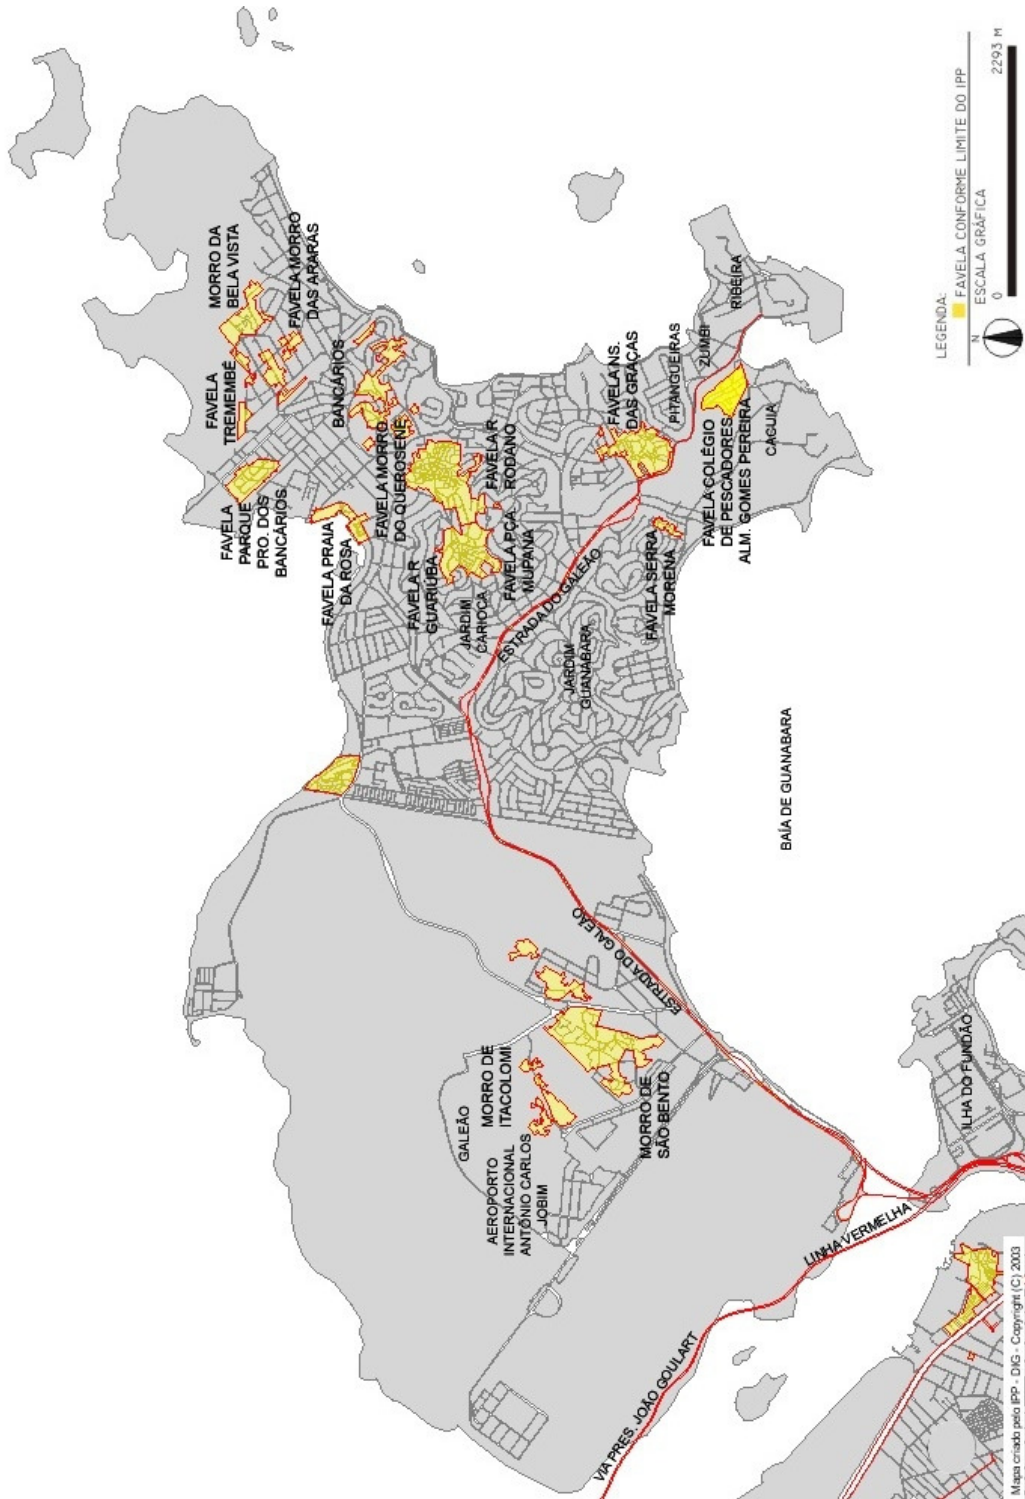 MORRO DA
BELA VISTA
FAVELA MORRO
DAS ARARAS
FAVELA
TREMEMBÉ
BANCÁRIOS
FAVELA
PARQUE
PRO. DOS
BANCÁRIOS
FAVELA PRAIA
DA ROSA
FAVELA MORRO
DO QUEROSENE
FAVELA R
GUARIUBA
FAVELA R
RODANO
FAVELA PÇA
MUPANA
JARDIM
CARIOCA
FAVELA NS.
DAS GRAÇAS
PITANGUEIRAS
ZUMBI
RIBEIRA
FAVELA COLÉGIO
DE PESCADORES
ALM. GOMES PEREIRA
CACUIA
FAVELA SERRA
MORENA
ESTRADA DO GALEÃO
JARDIM
GUANABARA
BAÍA DE GUANABARA
ESTRADA DO GALEÃO
GALEÃO
MORRO DE
ITACOLOMI
AEROPORTO
INTERNACIONAL
ANTÔNIO CARLOS
JOBIM
MORRO DE
SÃO BENTO
LINHA VERMELHA
VIA PRES. JOÃO GOULART
ILHA DO FUNDÃO
LEGENDA:
FAVELA CONFORME LIMITE DO IPP
N
ESCALA GRÁFICA
0
2293 M
Mapa criado pelo IPP - DIG - Copyright (C) 2003